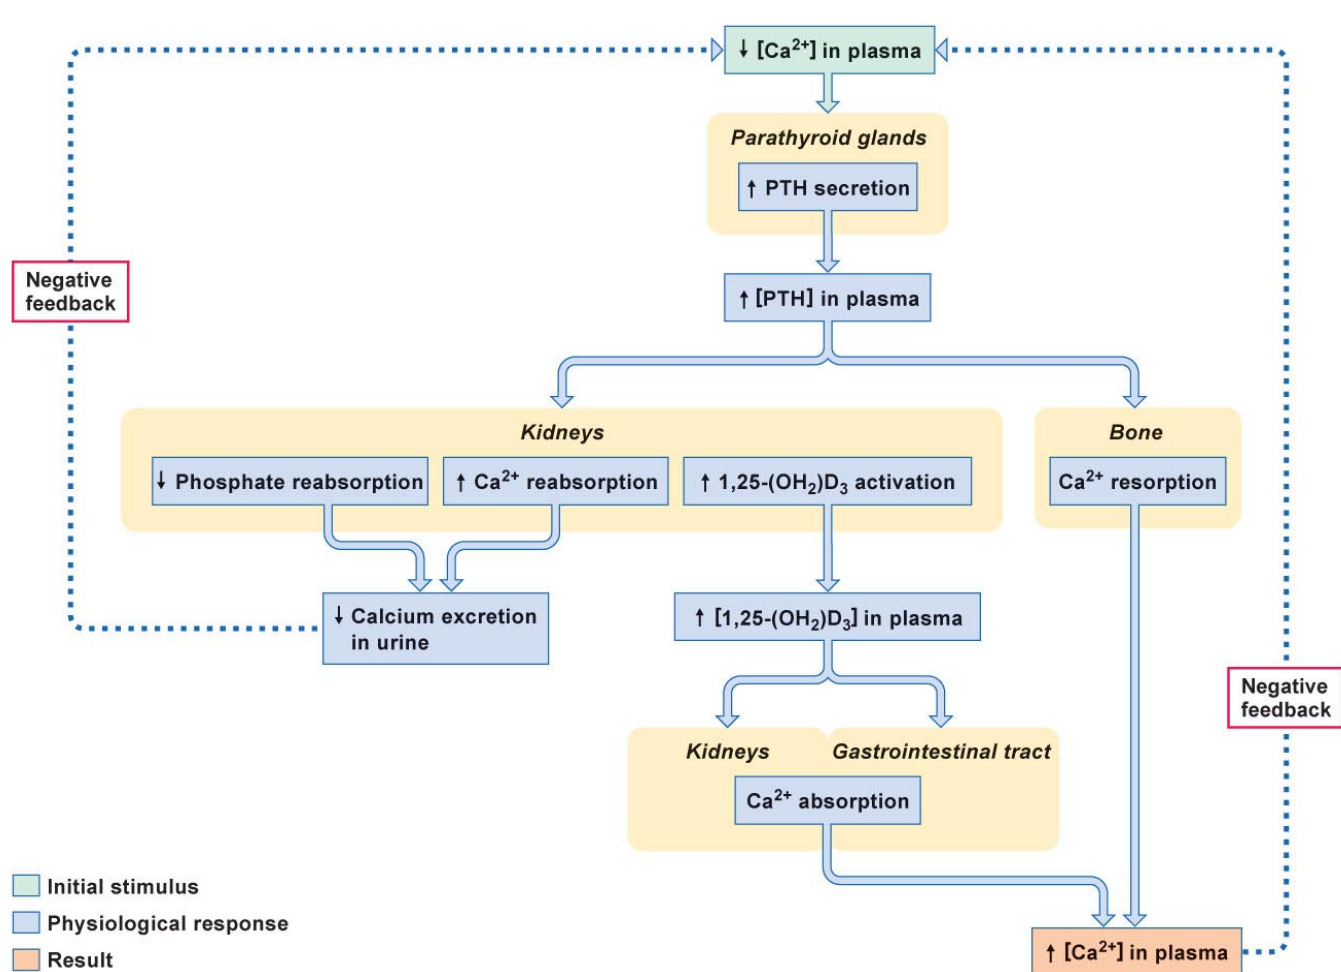 ↓ [Ca²⁺] in plasma
Parathyroid glands
↑ PTH secretion
Negative
feedback
↑ [PTH] in plasma
Kidneys
Bone
↓ Phosphate reabsorption
↑ Ca²⁺ reabsorption
↑ 1,25-(OH₂)D₃ activation
Ca²⁺ resorption
↓ Calcium excretion
in urine
↑ [1,25-(OH₂)D₃] in plasma
Negative
feedback
Kidneys
Gastrointestinal tract
Ca²⁺ absorption
Initial stimulus
Physiological response
Result
↑ [Ca²⁺] in plasma